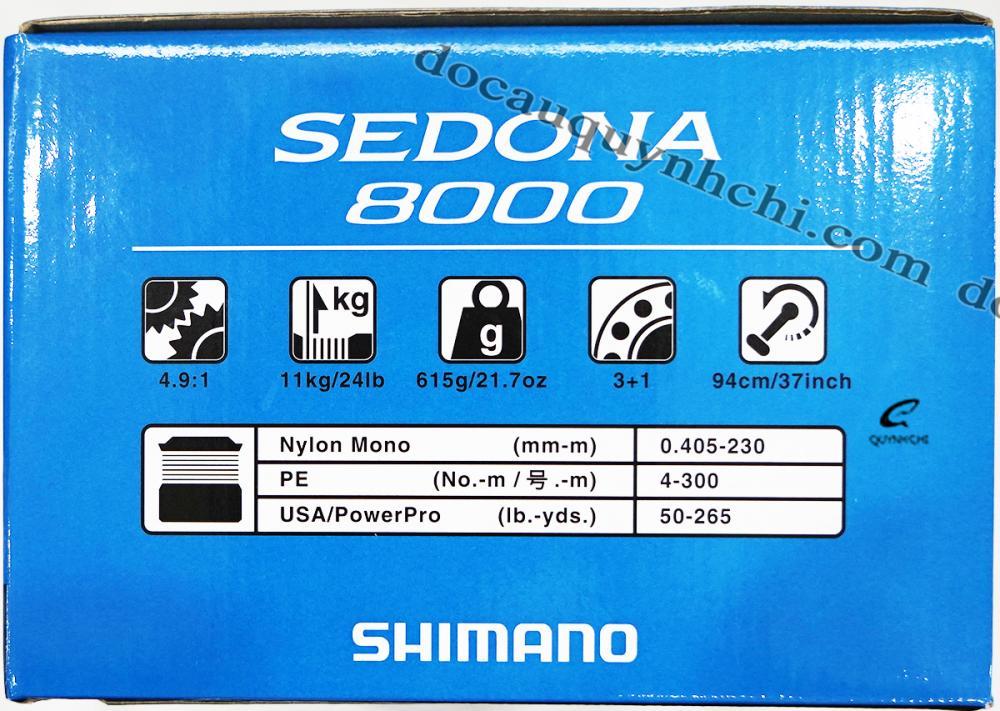 docauquynhchi.com
do
SEDONA
8000
kg
g
4.9:1 11kg/24lb 615g/21.7oz 3+1 94cm/37inch
QUYNHCHI
Nylon Mono (mm-m) 0.405-230
PE (No.-m / 号.-m) 4-300
USA/PowerPro (lb.-yds.) 50-265
SHIMANO